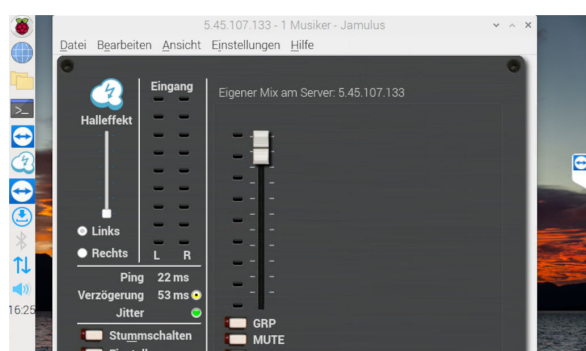 5.45.107.133 - 1 Musiker - Jamulus
Datei Bearbeiten Ansicht Einstellungen Hilfe
Eingang
Eigener Mix am Server: 5.45.107.133
Halleffekt
Links
Rechts
L R
Ping 22 ms
Verzögerung 53 ms
Jitter
16:25
GRP
Stummschalten
MUTE